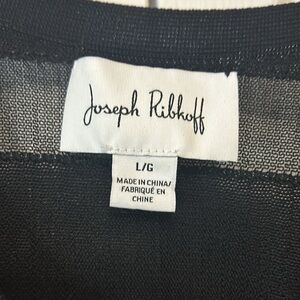 Joseph Ribkoff
L/G
MADE IN CHINA/
FABRIQUÉ EN
CHINE